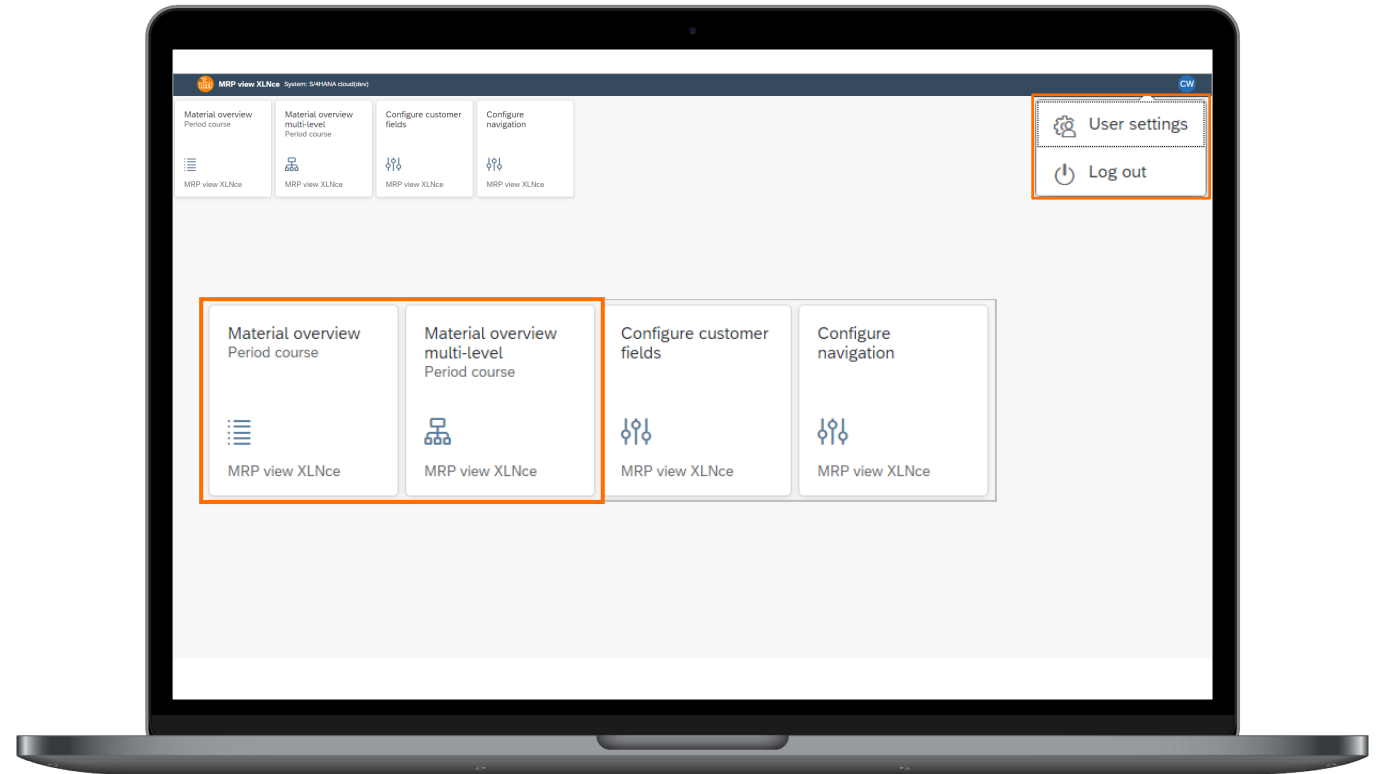 MRP view XLNce System: S/4HANA cloud(dev)
CW
Material overview
Period course
MRP view XLNce
Material overview
multi-level
Period course
MRP view XLNce
Configure customer
fields
MRP view XLNce
Configure
navigation
MRP view XLNce
User settings
Log out
Material overview
Period course
MRP view XLNce
Material overview
multi-level
Period course
MRP view XLNce
Configure customer
fields
MRP view XLNce
Configure
navigation
MRP view XLNce